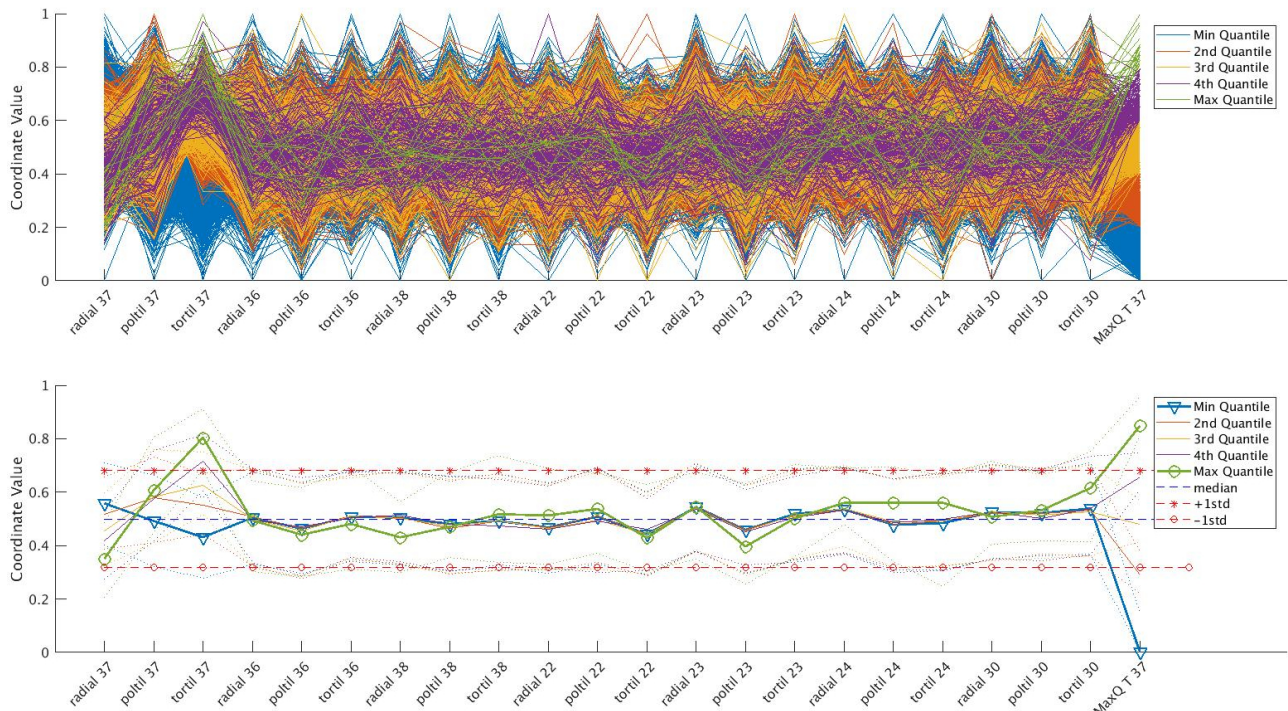 1
0.8
0.6
0.4
0.2
0
Coordinate Value
radial 37
poltil 37
tortil 37
radial 36
poltil 36
tortil 36
radial 38
poltil 38
tortil 38
radial 22
poltil 22
tortil 22
radial 23
poltil 23
tortil 23
radial 24
poltil 24
tortil 24
radial 30
poltil 30
tortil 30
MaxQ T 37
Min Quantile
2nd Quantile
3rd Quantile
4th Quantile
Max Quantile
1
0.8
0.6
0.4
0.2
0
Coordinate Value
radial 37
poltil 37
tortil 37
radial 36
poltil 36
tortil 36
radial 38
poltil 38
tortil 38
radial 22
poltil 22
tortil 22
radial 23
poltil 23
tortil 23
radial 24
poltil 24
tortil 24
radial 30
poltil 30
tortil 30
MaxQ T 37
Min Quantile
2nd Quantile
3rd Quantile
4th Quantile
Max Quantile
median
+1std
-1std